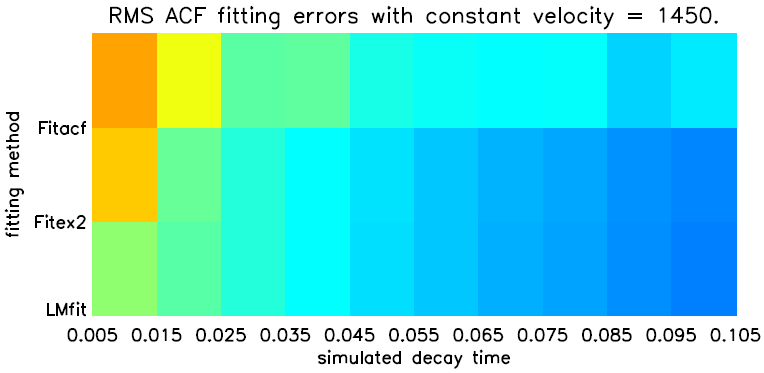 RMS ACF fitting errors with constant velocity = 1450.
fitting method
Fitacf
Fitex2
LMfit
0.005 0.015 0.025 0.035 0.045 0.055 0.065 0.075 0.085 0.095 0.105
simulated decay time